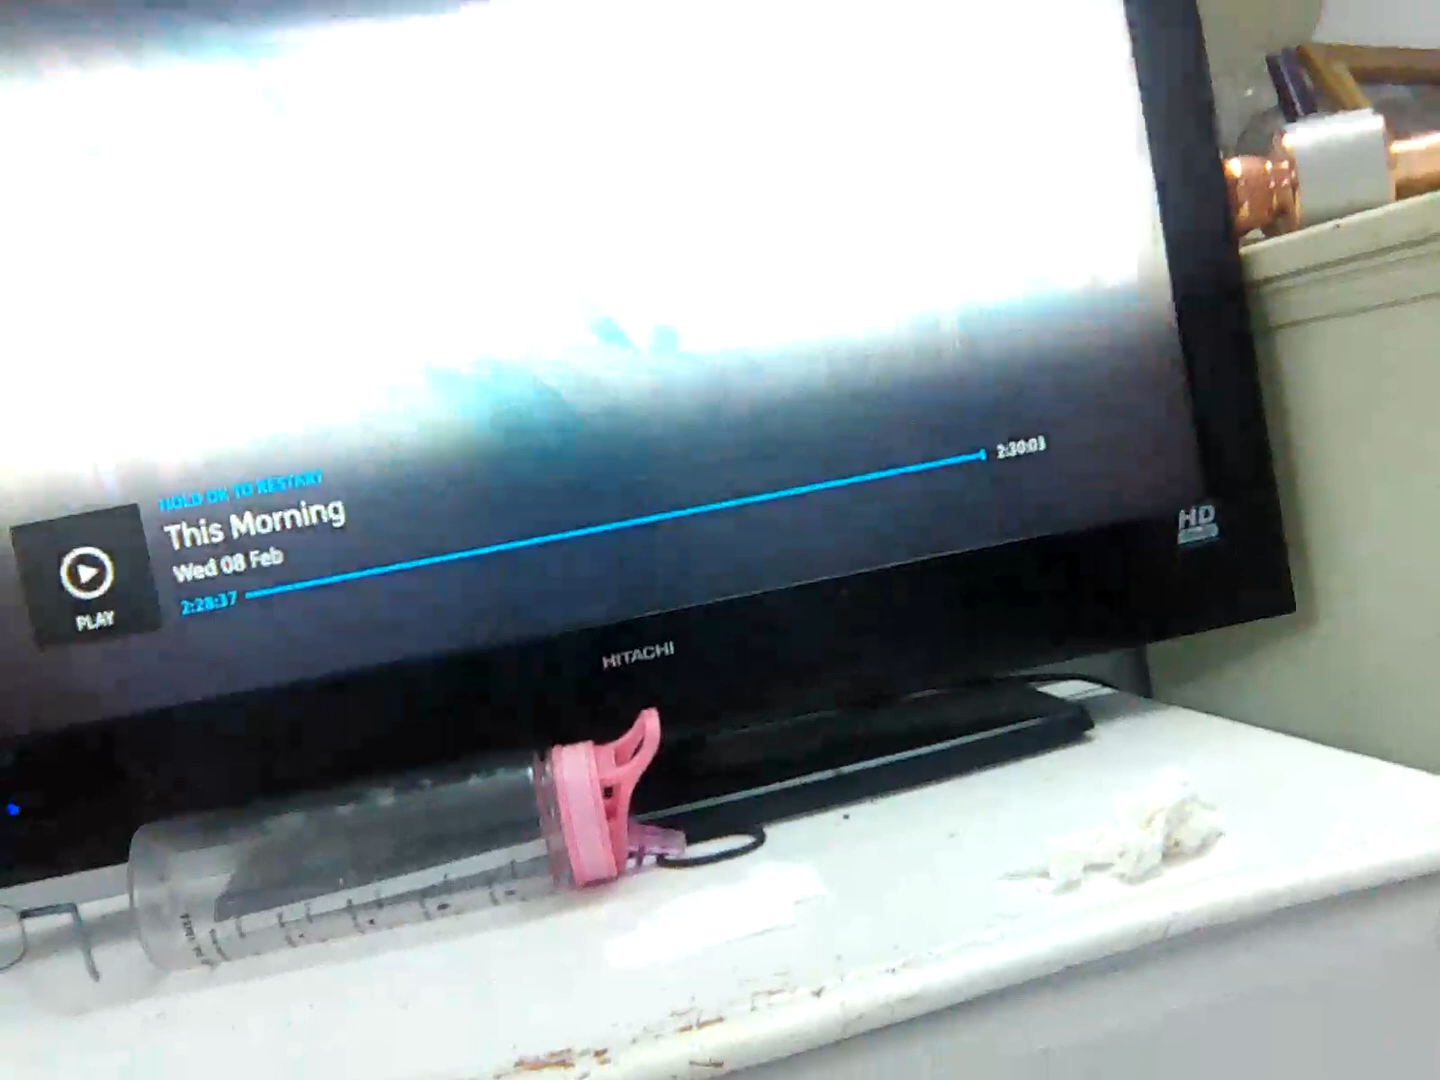 HOLD OK TO RESTART
This Morning
Wed 08 Feb
2:28:37
2:30:03
PLAY
HITACHI
HD